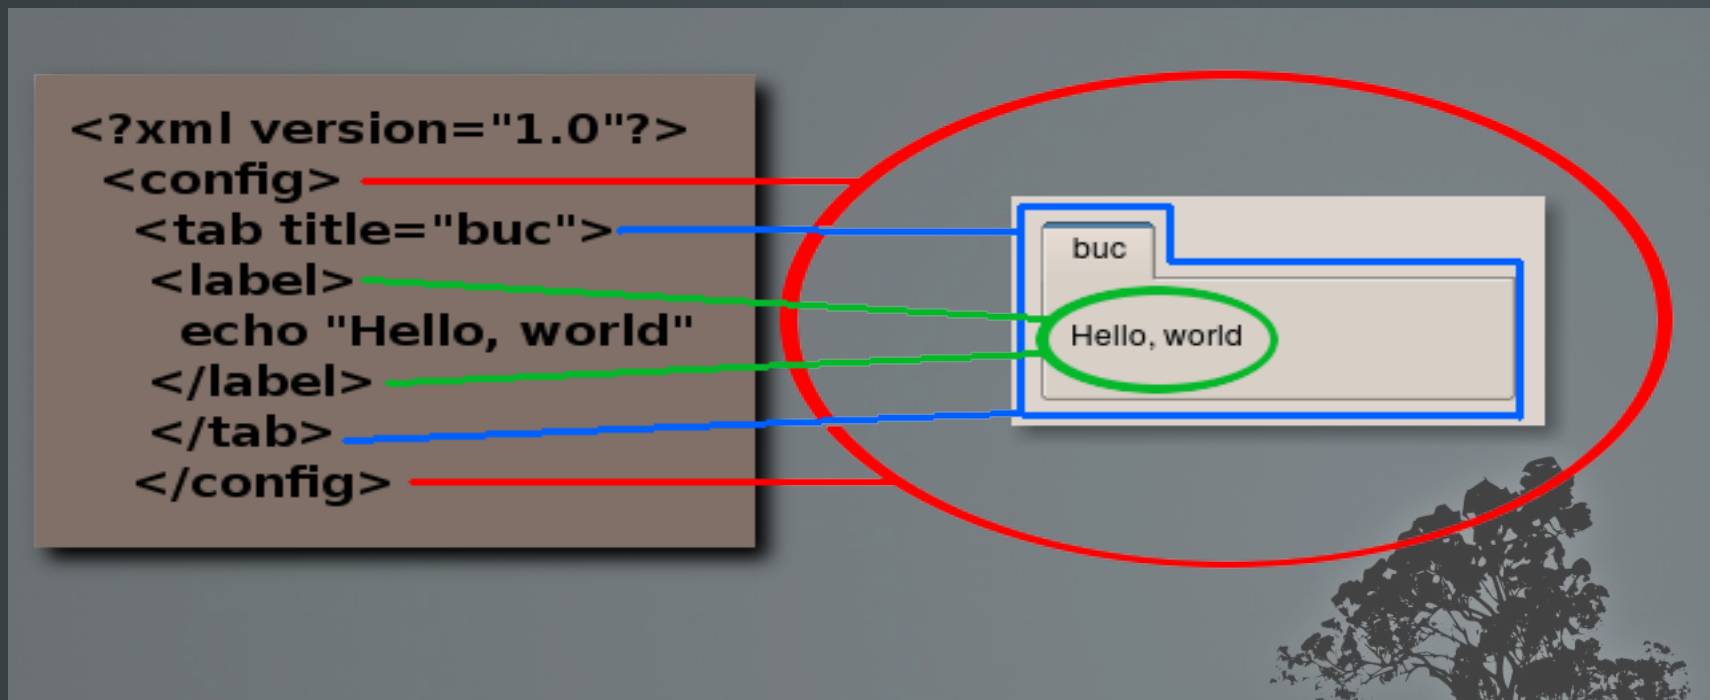 <?xml version="1.0"?>
<config>
<tab title="buc">
<label>
echo "Hello, world"
</label>
</tab>
</config>
buc
Hello, world